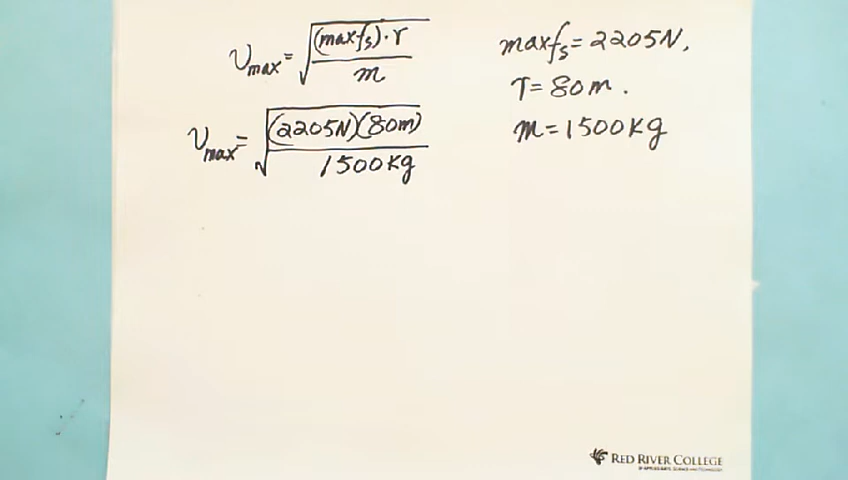 Vmax = √((max fs)·r / m)
max fs = 2205N,
r = 80m.
Vmax = √((2205N)(80m) / 1500kg)
m = 1500kg
RED RIVER COLLEGE